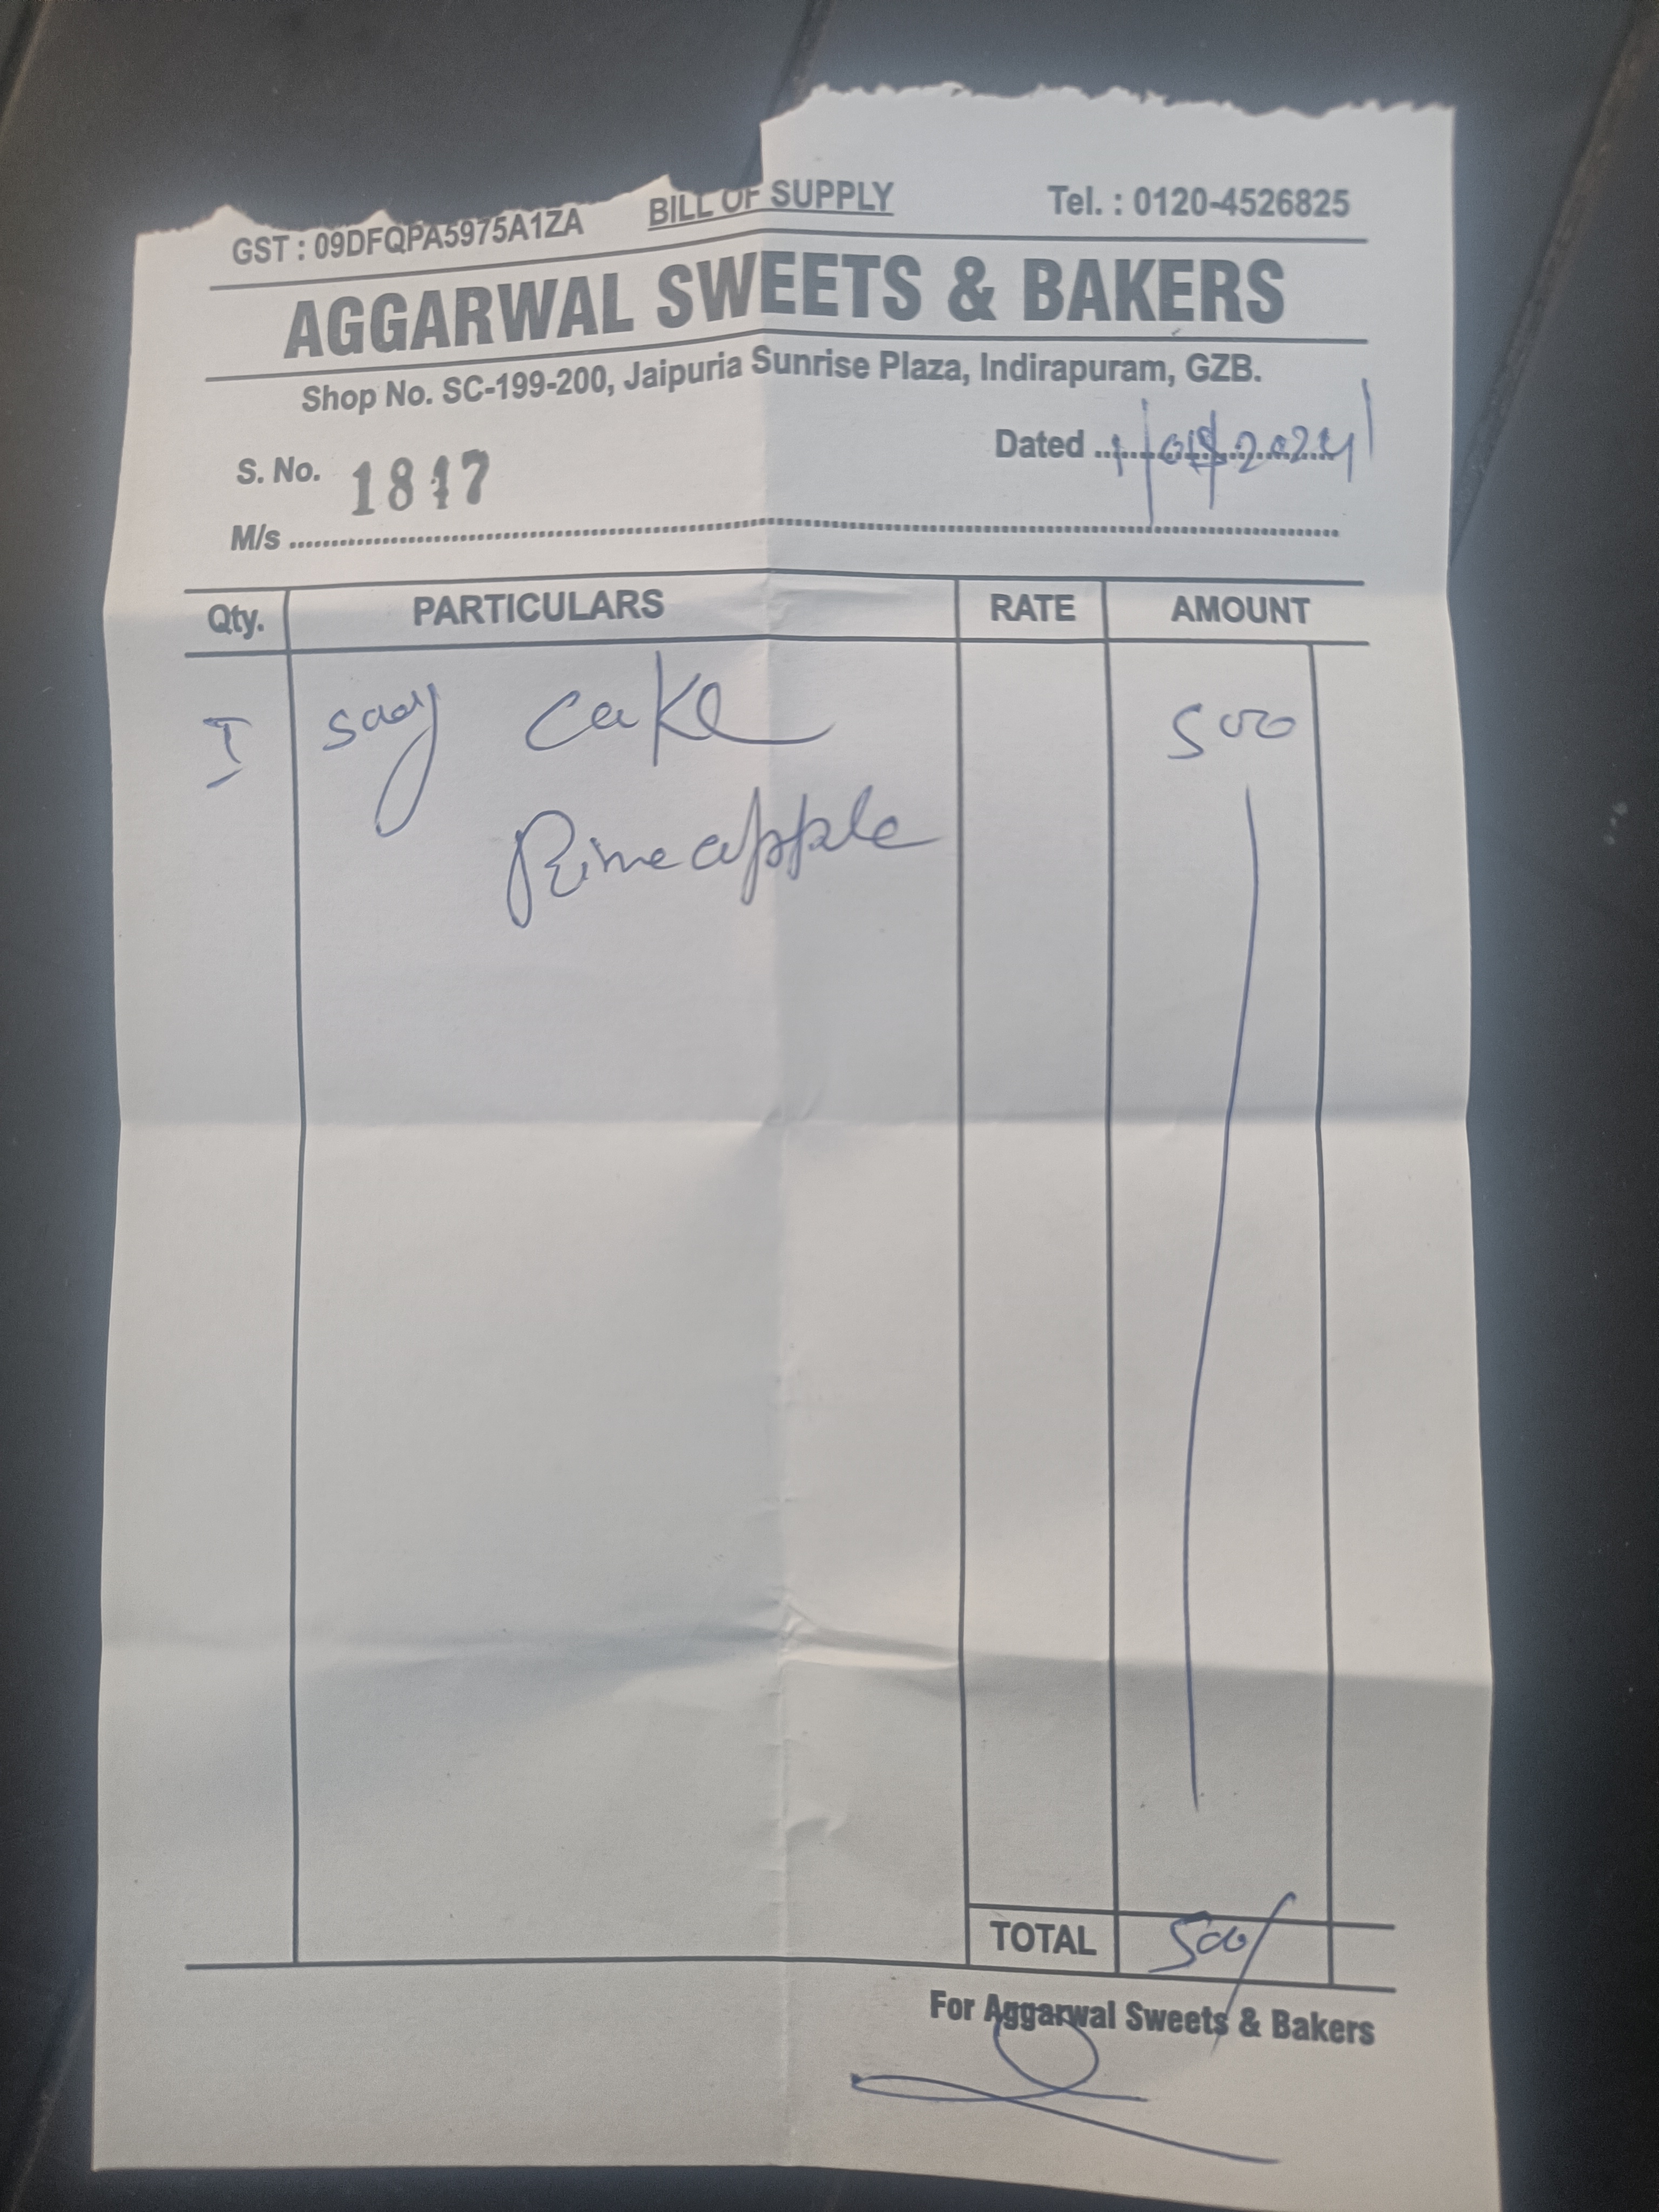 GST : 09DFQPA5975A1ZA BILL OF SUPPLY Tel. : 0120-4526825
AGGARWAL SWEETS & BAKERS
Shop No. SC-199-200, Jaipuria Sunrise Plaza, Indirapuram, GZB.
S. No. 1817 Dated
M/s
Qty. PARTICULARS RATE AMOUNT
I Cake 500
Pineapple
TOTAL 500/
For Aggarwal Sweets & Bakers